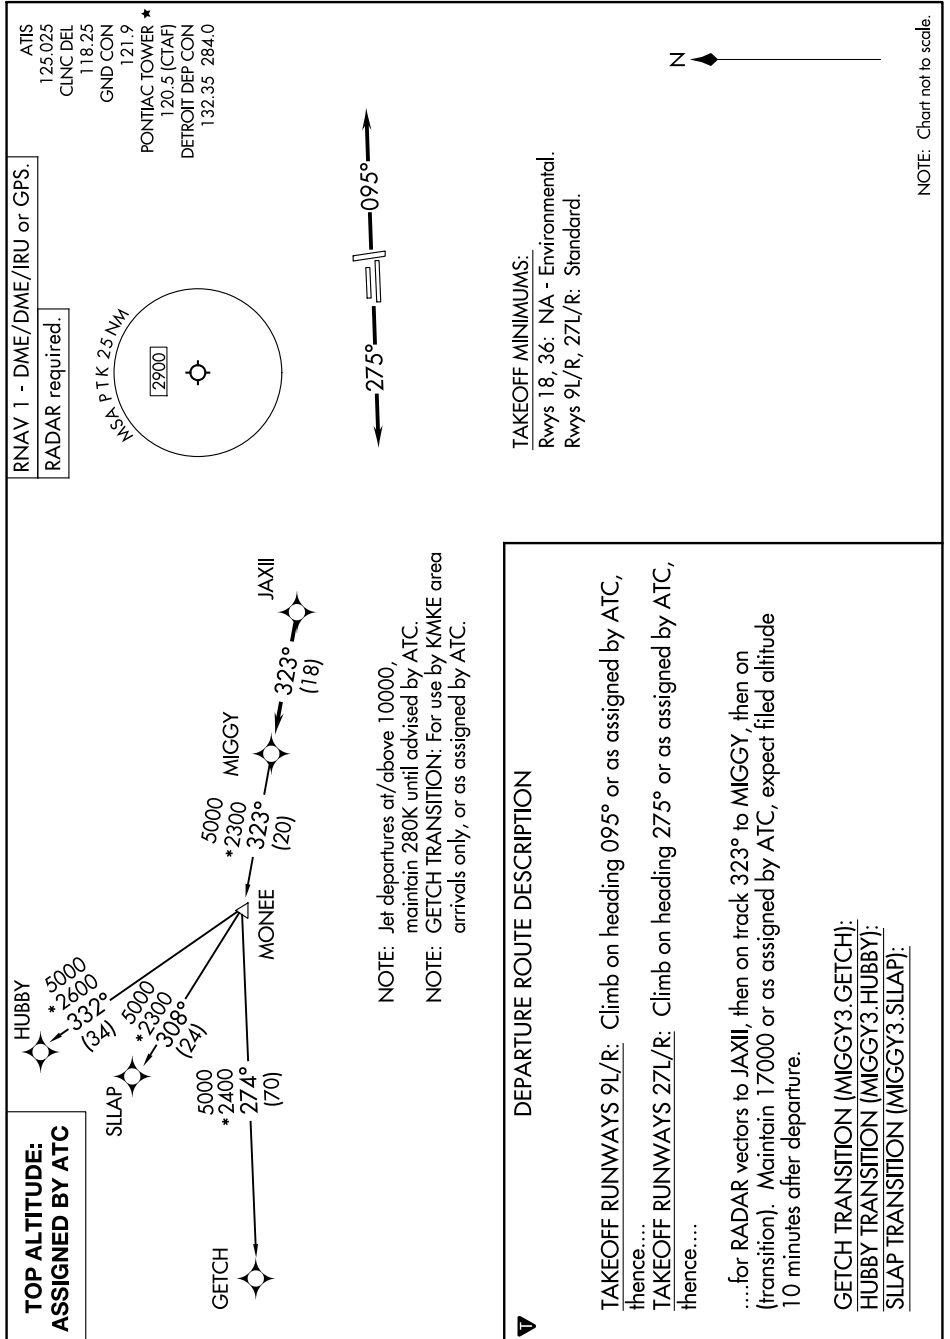 TOP ALTITUDE:
ASSIGNED BY ATC
RNAV 1 - DME/DME/IRU or GPS.
RADAR required.
ATIS
125.025
CLNC DEL
118.25
GND CON
121.9
PONTIAC TOWER ★
120.5 (CTAF)
DETROIT DEP CON
132.35 284.0
MSA PTK 25 NM
2900
HUBBY
5000
*2600
332°
(34)
SLLAP
5000
*2300
308°
(24)
GETCH
5000
*2400
274°
(70)
MONEE
5000
*2300
323°
(20)
MIGGY
323°
(18)
JAXII
275°
095°
NOTE: Jet departures at/above 10000,
maintain 280K until advised by ATC.
NOTE: GETCH TRANSITION: For use by KMKE area
arrivals only, or as assigned by ATC.
TAKEOFF MINIMUMS:
Rwys 18, 36: NA - Environmental.
Rwys 9L/R, 27L/R: Standard.
N
NOTE: Chart not to scale.
T
DEPARTURE ROUTE DESCRIPTION
TAKEOFF RUNWAYS 9L/R: Climb on heading 095° or as assigned by ATC,
thence....
TAKEOFF RUNWAYS 27L/R: Climb on heading 275° or as assigned by ATC,
thence....
....for RADAR vectors to JAXII, then on track 323° to MIGGY, then on
(transition). Maintain 17000 or as assigned by ATC, expect filed altitude
10 minutes after departure.
GETCH TRANSITION (MIGGY3.GETCH):
HUBBY TRANSITION (MIGGY3.HUBBY):
SLLAP TRANSITION (MIGGY3.SLLAP):